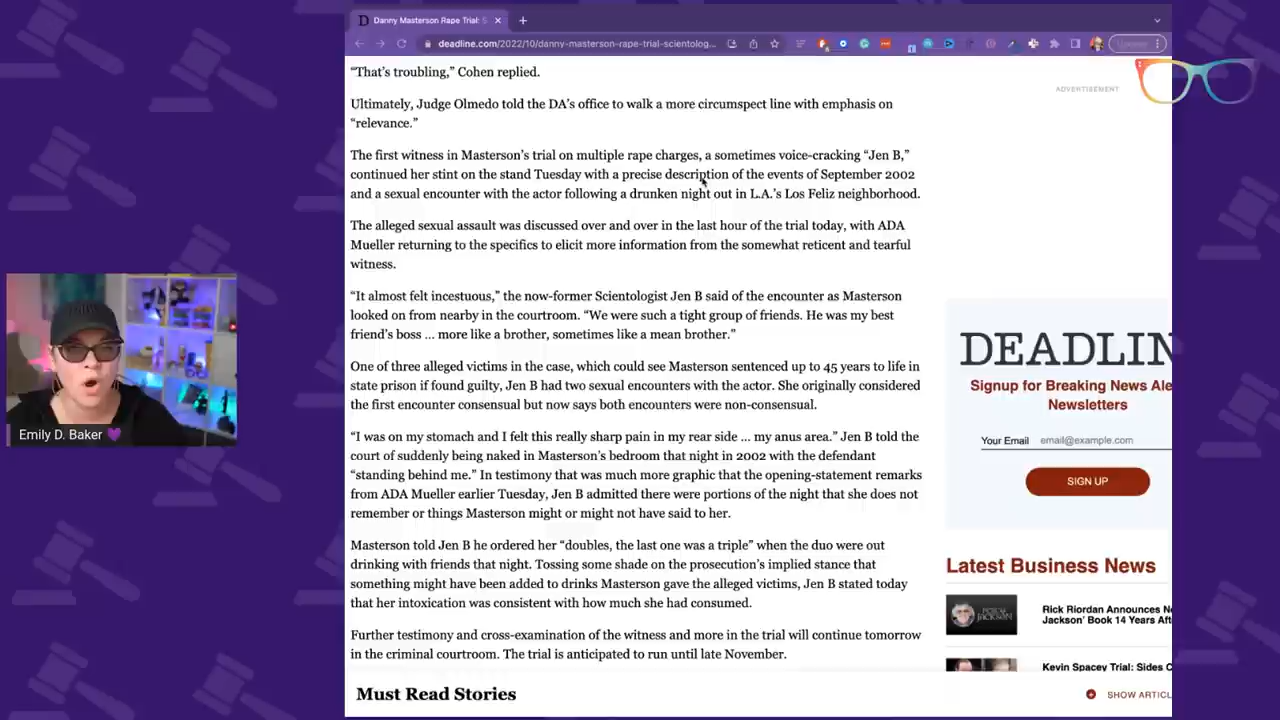 Danny Masterson Rape Trial: S
deadline.com/2022/10/danny-masterson-rape-trial-scientolog...
Update
"That's troubling," Cohen replied.
ADVERTISEMENT
Ultimately, Judge Olmedo told the DA's office to walk a more circumspect line with emphasis on
"relevance."
The first witness in Masterson's trial on multiple rape charges, a sometimes voice-cracking "Jen B,"
continued her stint on the stand Tuesday with a precise description of the events of September 2002
and a sexual encounter with the actor following a drunken night out in L.A.'s Los Feliz neighborhood.
The alleged sexual assault was discussed over and over in the last hour of the trial today, with ADA
Mueller returning to the specifics to elicit more information from the somewhat reticent and tearful
witness.
"It almost felt incestuous," the now-former Scientologist Jen B said of the encounter as Masterson
looked on from nearby in the courtroom. "We were such a tight group of friends. He was my best
friend's boss ... more like a brother, sometimes like a mean brother."
One of three alleged victims in the case, which could see Masterson sentenced up to 45 years to life in
state prison if found guilty, Jen B had two sexual encounters with the actor. She originally considered
the first encounter consensual but now says both encounters were non-consensual.
"I was on my stomach and I felt this really sharp pain in my rear side ... my anus area." Jen B told the
court of suddenly being naked in Masterson's bedroom that night in 2002 with the defendant
"standing behind me." In testimony that was much more graphic that the opening-statement remarks
from ADA Mueller earlier Tuesday, Jen B admitted there were portions of the night that she does not
remember or things Masterson might or might not have said to her.
Masterson told Jen B he ordered her "doubles, the last one was a triple" when the duo were out
drinking with friends that night. Tossing some shade on the prosecution's implied stance that
something might have been added to drinks Masterson gave the alleged victims, Jen B stated today
that her intoxication was consistent with how much she had consumed.
Further testimony and cross-examination of the witness and more in the trial will continue tomorrow
in the criminal courtroom. The trial is anticipated to run until late November.
Must Read Stories
DEADLIN
Signup for Breaking News Ale
Newsletters
Your Email email@example.com
SIGN UP
Latest Business News
Rick Riordan Announces Ne
Jackson' Book 14 Years Afte
Kevin Spacey Trial: Sides C
SHOW ARTICL
Emily D. Baker 💜